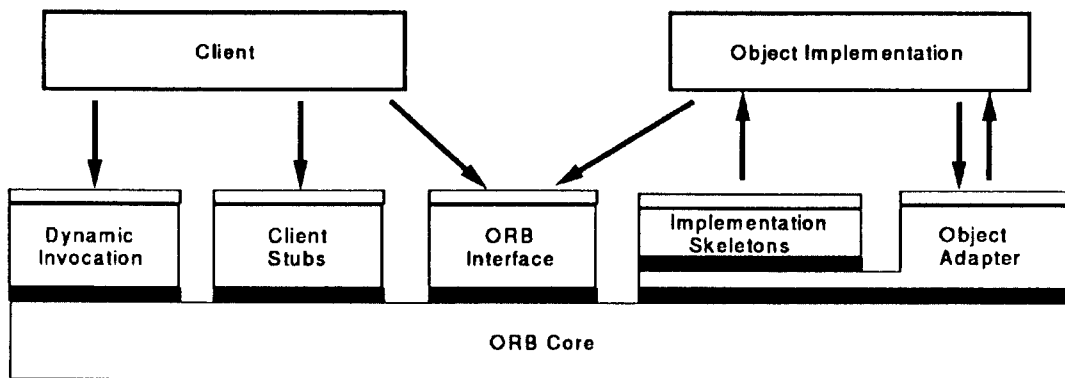 Client
Object Implementation
Dynamic
Invocation
Client
Stubs
ORB
Interface
Implementation
Skeletons
Object
Adapter
ORB Core